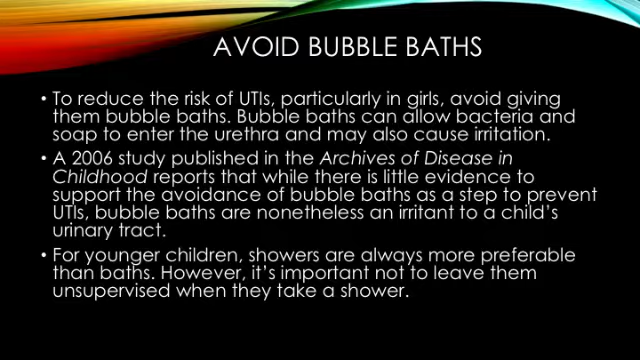 AVOID BUBBLE BATHS
• To reduce the risk of UTIs, particularly in girls, avoid giving
them bubble baths. Bubble baths can allow bacteria and
soap to enter the urethra and may also cause irritation.
• A 2006 study published in the Archives of Disease in
Childhood reports that while there is little evidence to
support the avoidance of bubble baths as a step to prevent
UTIs, bubble baths are nonetheless an irritant to a child's
urinary tract.
• For younger children, showers are always more preferable
than baths. However, it's important not to leave them
unsupervised when they take a shower.